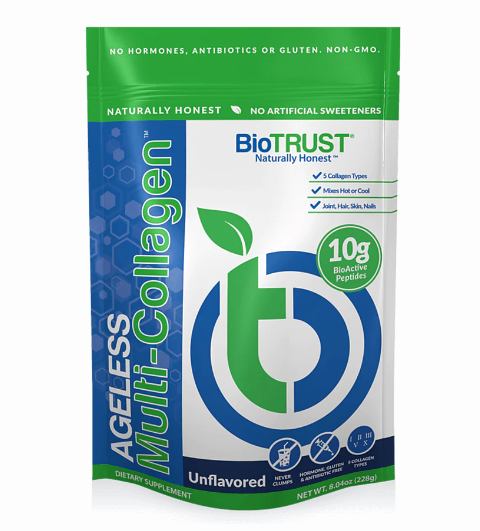 NO HORMONES, ANTIBIOTICS OR GLUTEN. NON-GMO.
NATURALLY HONEST
NO ARTIFICIAL SWEETENERS
BioTRUST®
Naturally Honest™
5 Collagen Types
Mixes Hot or Cool
Joint, Hair, Skin, Nails
10g
BioActive
Peptides
AGELESS
Multi-Collagen™
DIETARY SUPPLEMENT
Unflavored
NEVER
CLUMPS
HORMONE, GLUTEN
& ANTIBIOTIC FREE
I II III
V X
5 COLLAGEN
TYPES
NET WT. 8.04oz (228g)